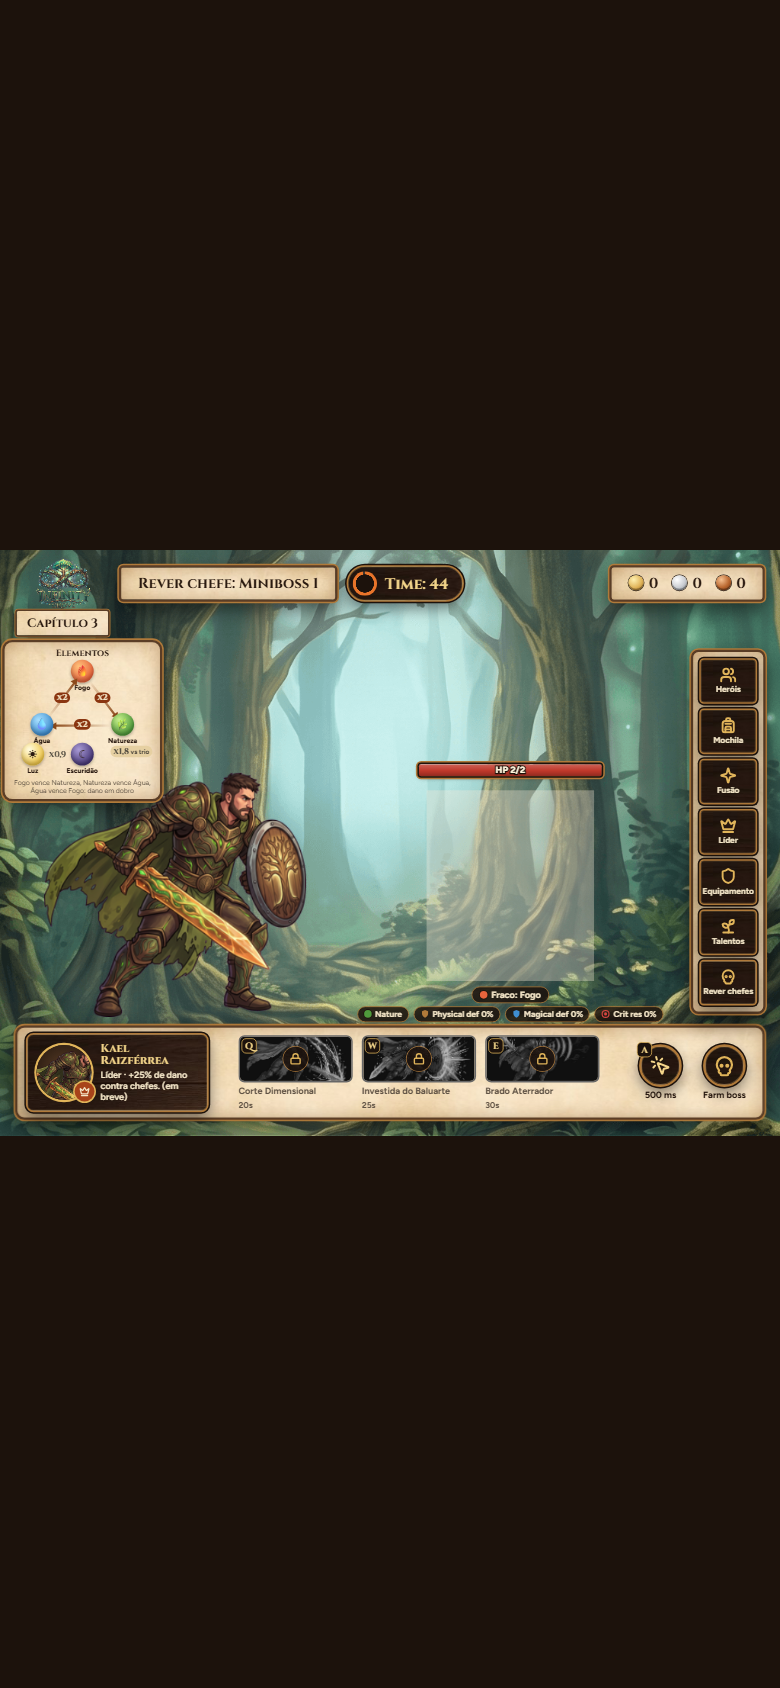 TRINITY
Rever chefe: Miniboss 1
Time: 44
0
0
0
Capítulo 3
Elementos
Fogo
x2
x2
x2
Água
Natureza
x0,9
x1,8 vs trio
Luz
Escuridão
Fogo vence Natureza, Natureza vence Água,
Água vence Fogo: dano em dobro
HP 2/2
Heróis
Mochila
Fusão
Líder
Equipamento
Talentos
Rever chefes
Fraco: Fogo
Nature
Physical def 0%
Magical def 0%
Crit res 0%
Kael
Raizférrea
Líder · +25% de dano
contra chefes. (em
breve)
Q
Corte Dimensional
20s
W
Investida do Baluarte
25s
E
Brado Aterrador
30s
A
500 ms
Farm boss